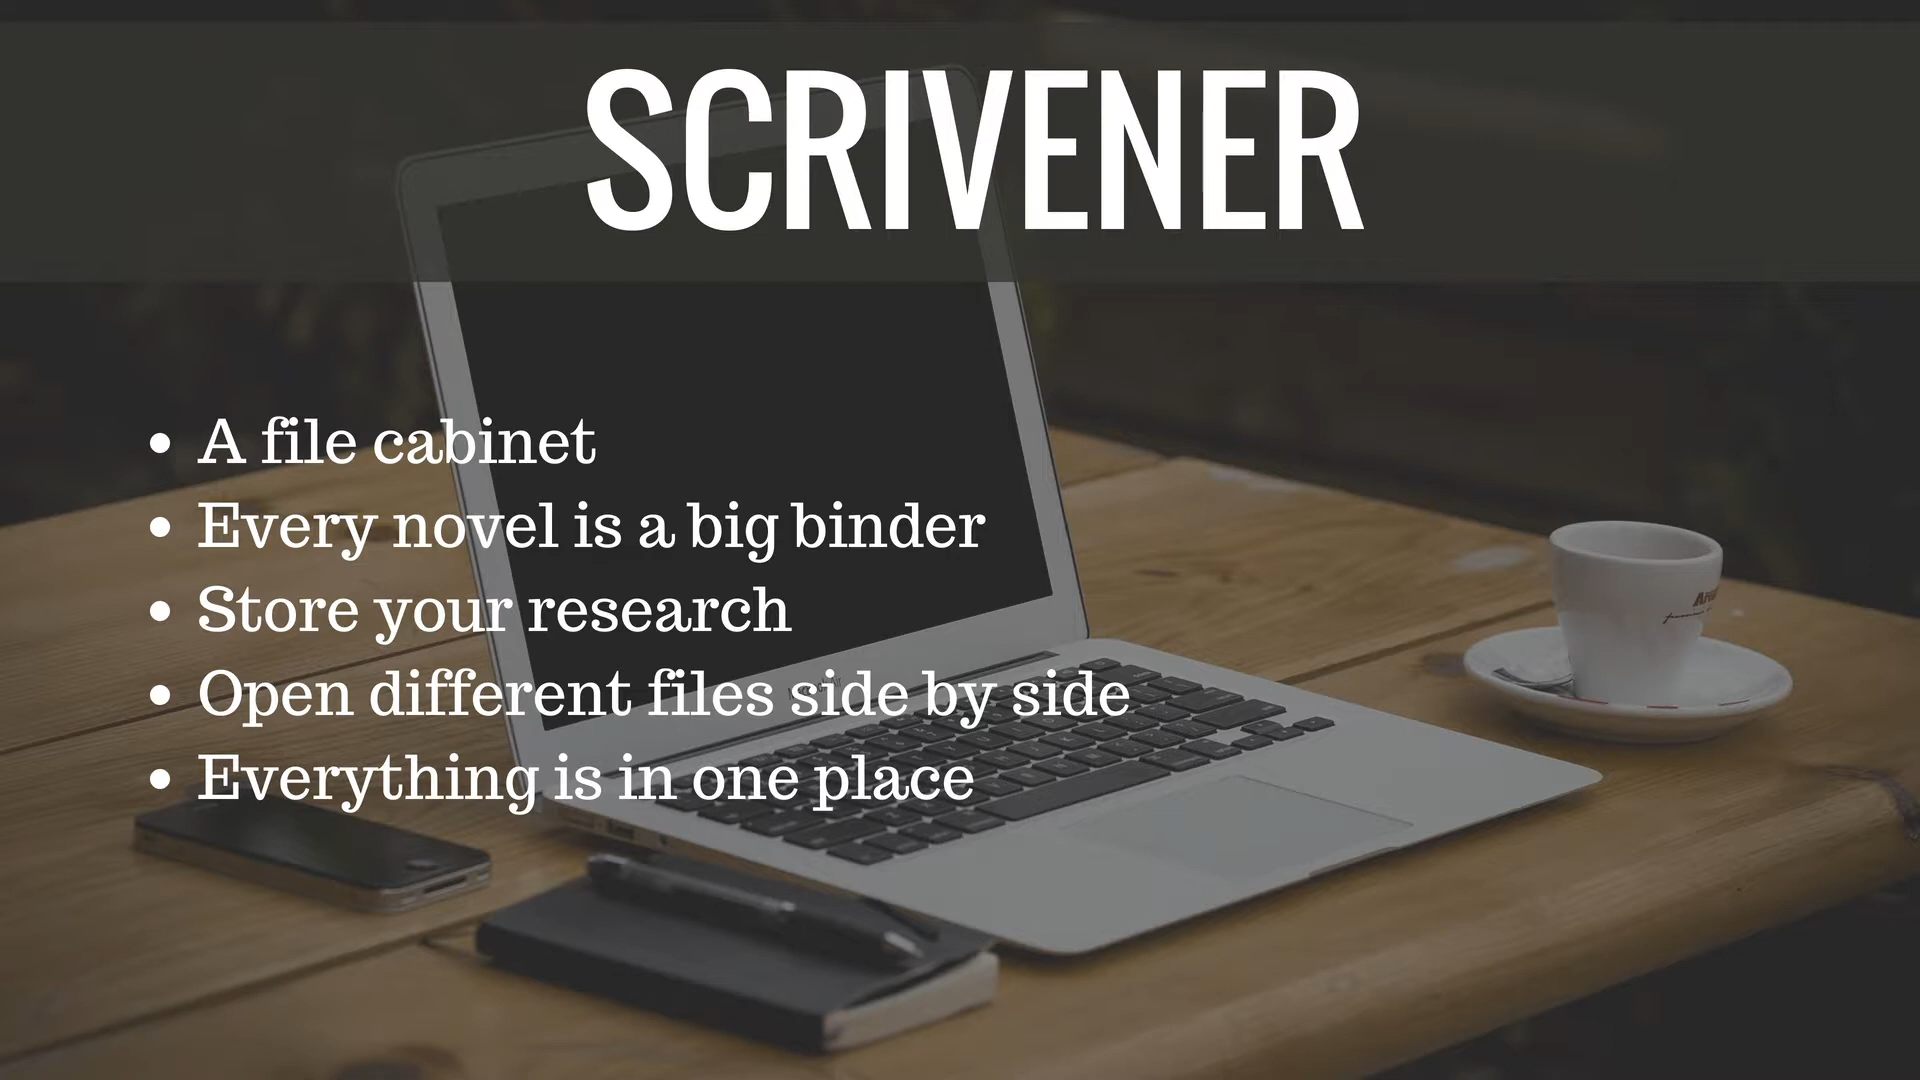 SCRIVENER
• A file cabinet
• Every novel is a big binder
• Store your research
• Open different files side by side
• Everything is in one place